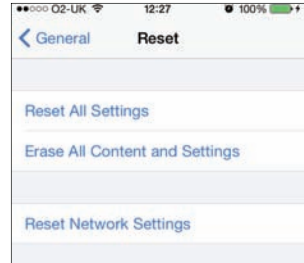 O2-UK 12:27 100%
General Reset
Reset All Settings
Erase All Content and Settings
Reset Network Settings